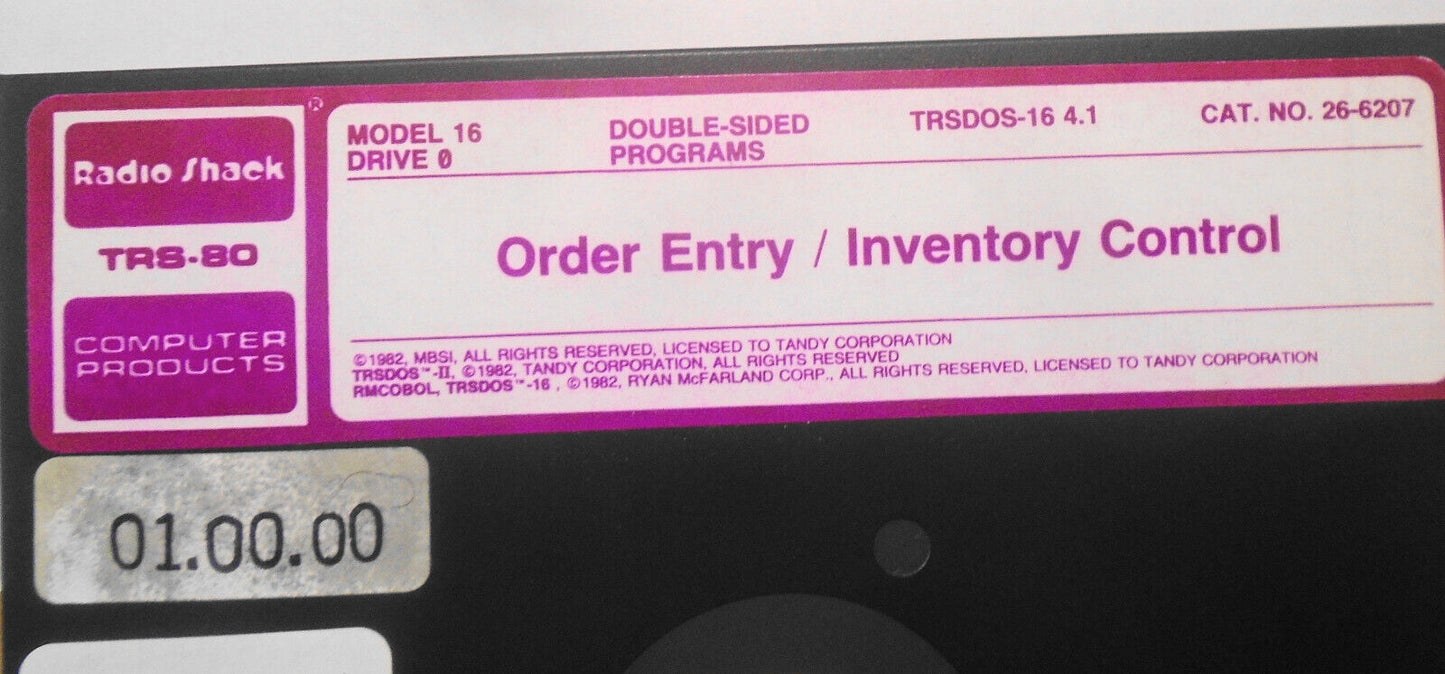 Radio Shack
®
TRS-80
COMPUTER
PRODUCTS
MODEL 16
DRIVE 0
DOUBLE-SIDED
PROGRAMS
TRSDOS-16 4.1
CAT. NO. 26-6207
Order Entry / Inventory Control
©1982, MBSI, ALL RIGHTS RESERVED, LICENSED TO TANDY CORPORATION
TRSDOS™-II, ©1982, TANDY CORPORATION, ALL RIGHTS RESERVED
RMCOBOL, TRSDOS™-16 , ©1982, RYAN McFARLAND CORP., ALL RIGHTS RESERVED, LICENSED TO TANDY CORPORATION
01.00.00